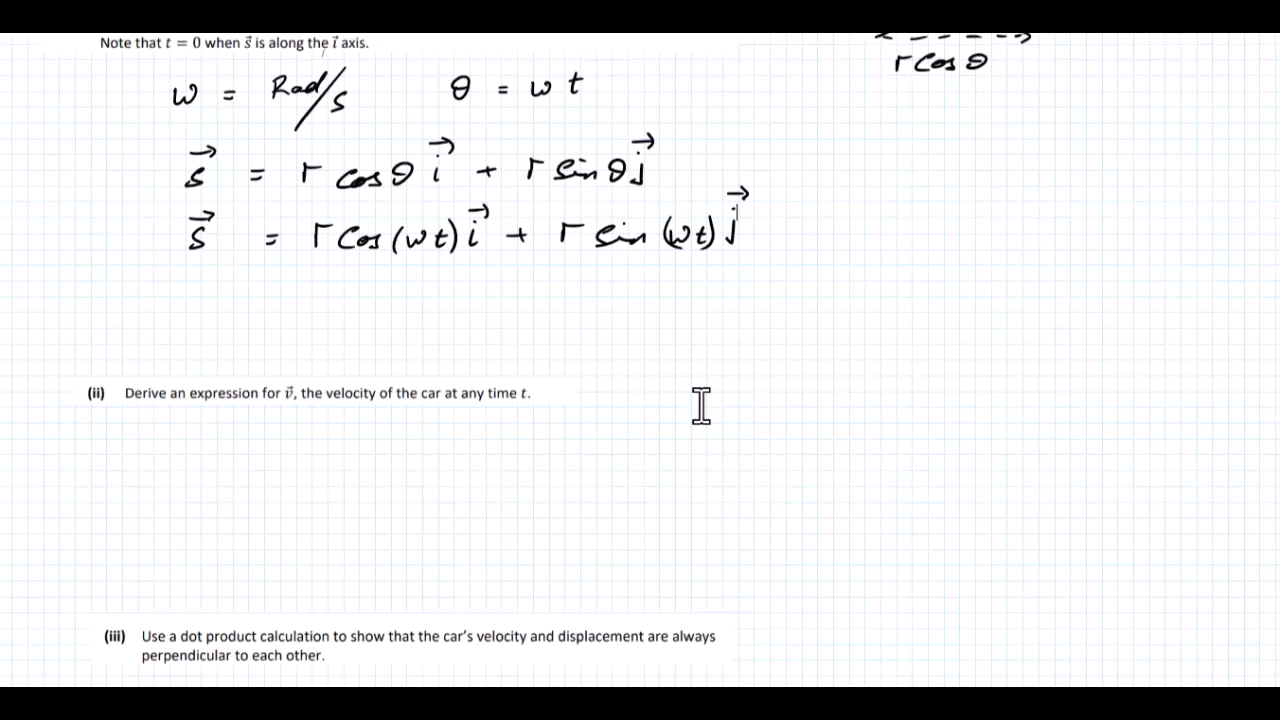 Note that t = 0 when s⃗ is along the i⃗ axis.
r cos θ
ω = Rad/s θ = ω t
s⃗ = r cos θ i⃗ + r sin θ j⃗
s⃗ = r cos (ωt) i⃗ + r sin (ωt) j⃗
(ii) Derive an expression for v⃗, the velocity of the car at any time t.
(iii) Use a dot product calculation to show that the car's velocity and displacement are always
perpendicular to each other.